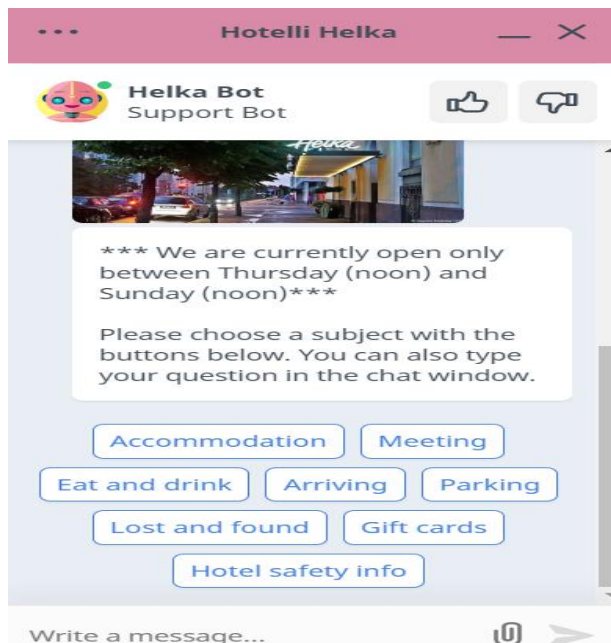 Hotelli Helka
Helka Bot
Support Bot
Helka
*** We are currently open only
between Thursday (noon) and
Sunday (noon)***
Please choose a subject with the
buttons below. You can also type
your question in the chat window.
Accommodation Meeting
Eat and drink Arriving Parking
Lost and found Gift cards
Hotel safety info
Write a message...